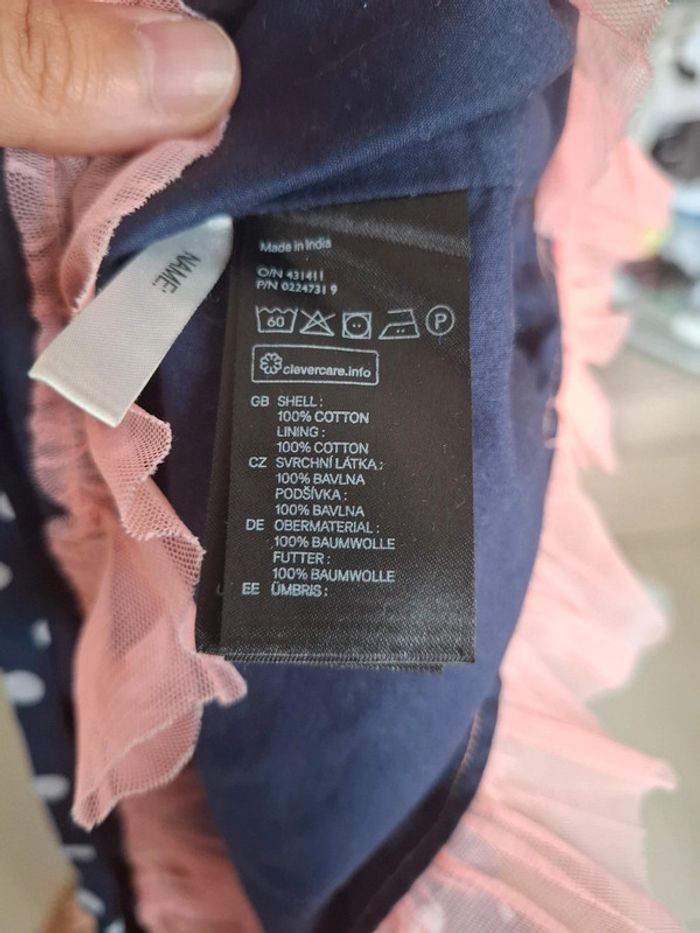 NAME:
Made in India
O/N 431411
P/N 0224731 9
60 P
clevercare.info
GB SHELL:
100% COTTON
LINING:
100% COTTON
CZ SVRCHNÍ LÁTKA:
100% BAVLNA
PODŠÍVKA:
100% BAVLNA
DE OBERMATERIAL:
100% BAUMWOLLE
FUTTER:
100% BAUMWOLLE
EE ÜMBRIS: